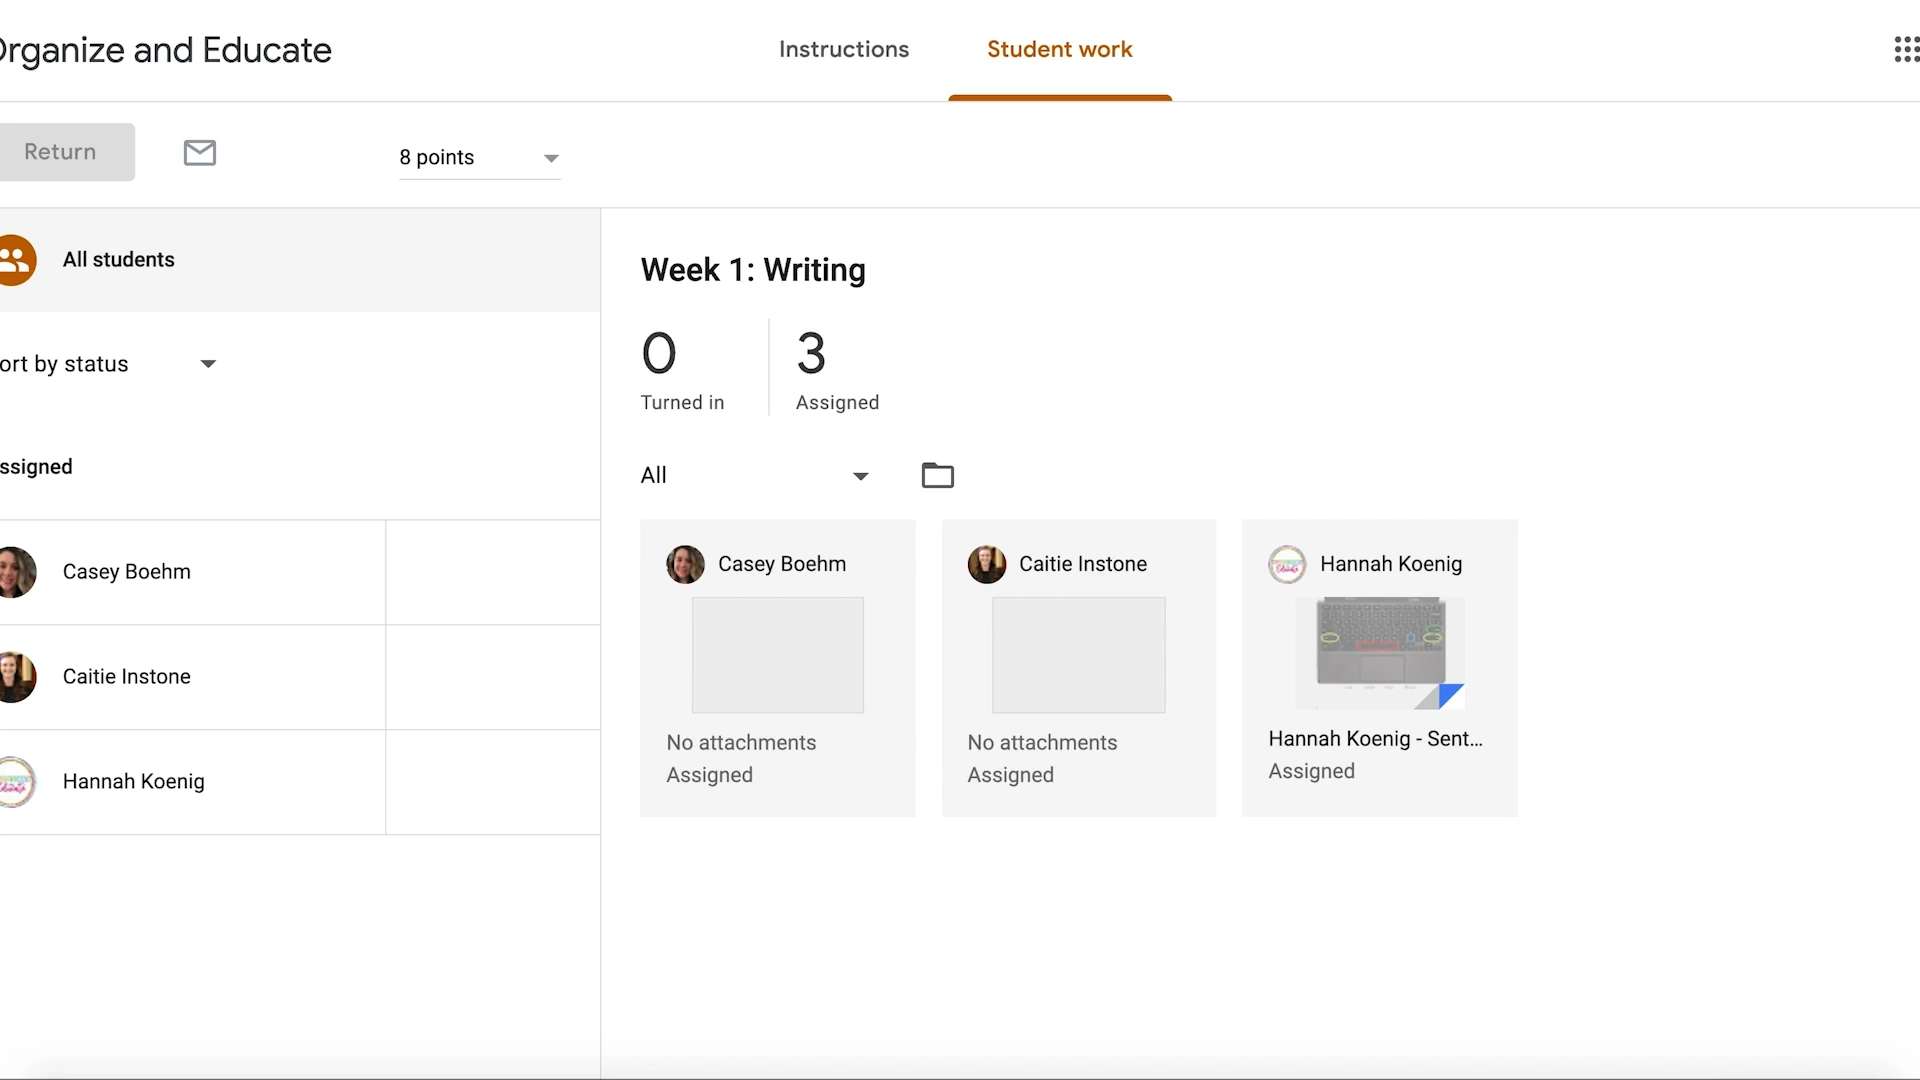 Organize and Educate
Instructions
Student work
Return
8 points
All students
ort by status
ssigned
Casey Boehm
Caitie Instone
Hannah Koenig
Week 1: Writing
0
Turned in
3
Assigned
All
Casey Boehm
No attachments
Assigned
Caitie Instone
No attachments
Assigned
Hannah Koenig
Hannah Koenig - Sent...
Assigned